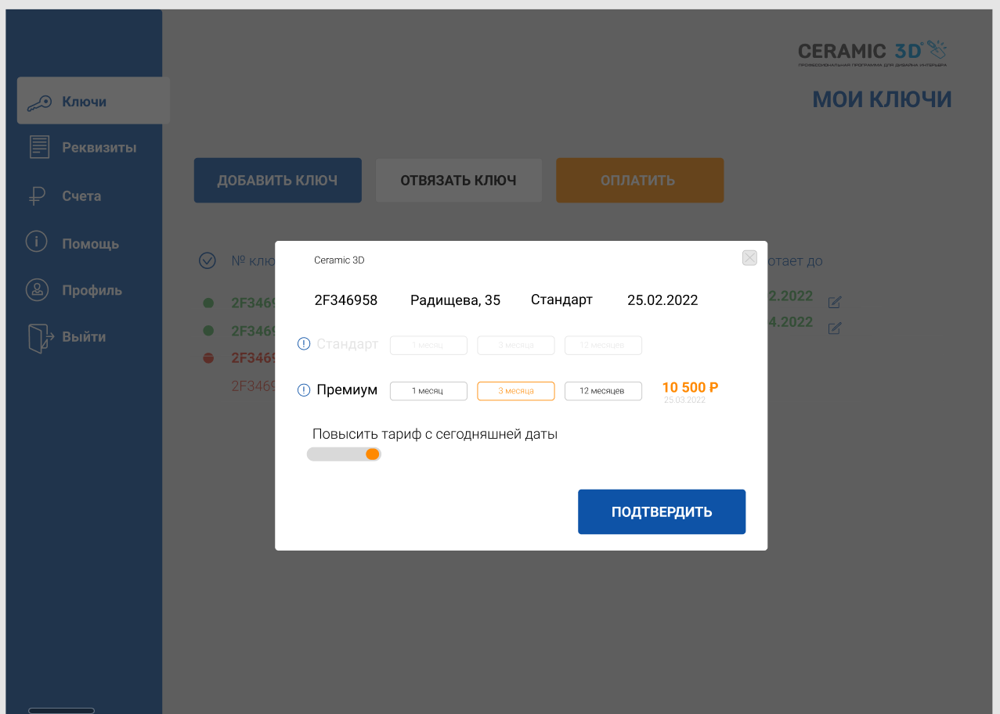 CERAMIC 3D
ПРОФЕССИОНАЛЬНАЯ ПРОГРАММА ДЛЯ ДИЗАЙНА ИНТЕРЬЕРА
МОИ КЛЮЧИ
Ключи
Реквизиты
Счета
Помощь
Профиль
Выйти
ДОБАВИТЬ КЛЮЧ
ОТВЯЗАТЬ КЛЮЧ
ОПЛАТИТЬ
№ клю
отает до
2F346
2.2022
2F346
4.2022
2F346
2F3469
Ceramic 3D
2F346958 Радищева, 35 Стандарт 25.02.2022
Стандарт 1 месяц 3 месяца 12 месяцев
Премиум 1 месяц 3 месяца 12 месяцев 10 500 Р
25.03.2022
Повысить тариф с сегодняшней даты
ПОДТВЕРДИТЬ